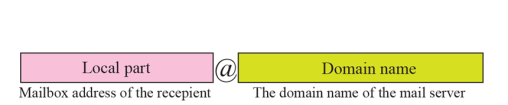 Local part @ Domain name
Mailbox address of the recepient The domain name of the mail server